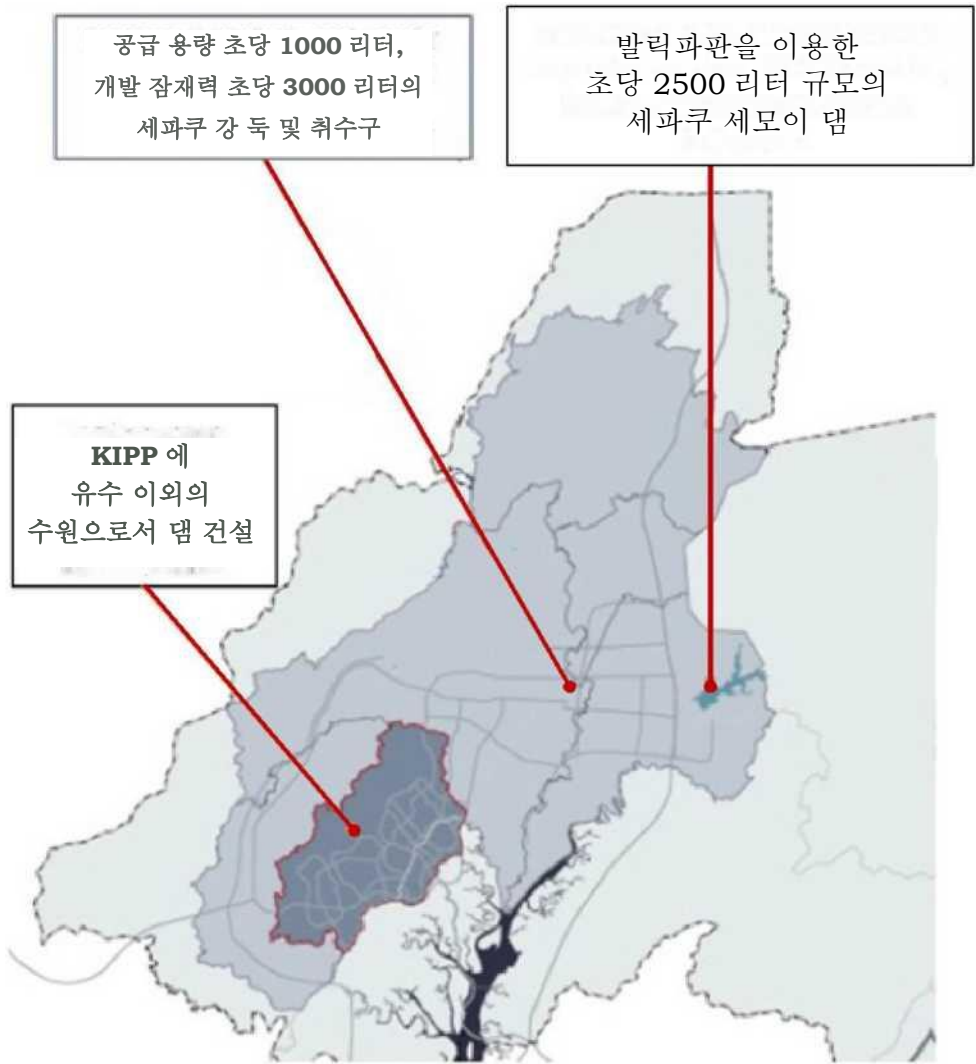 공급 용량 초당 1000 리터,
개발 잠재력 초당 3000 리터의
세파쿠 강 둑 및 취수구
발릭파판을 이용한
초당 2500 리터 규모의
세파쿠 세모이 댐
KIPP 에
유수 이외의
수원으로서 댐 건설